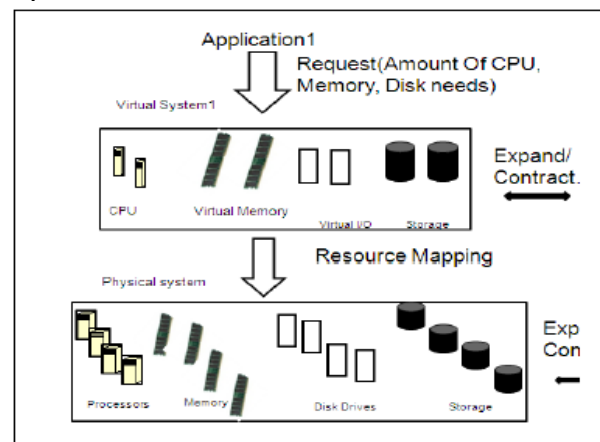 Application1
Request(Amount Of CPU,
Memory, Disk needs)
Virtual System1
Expand/
Contract.
CPU
Virtual Memory
Virtual I/O
Storage
Resource Mapping
Physical system
Exp
Con
Processors
Memory
Disk Drives
Storage